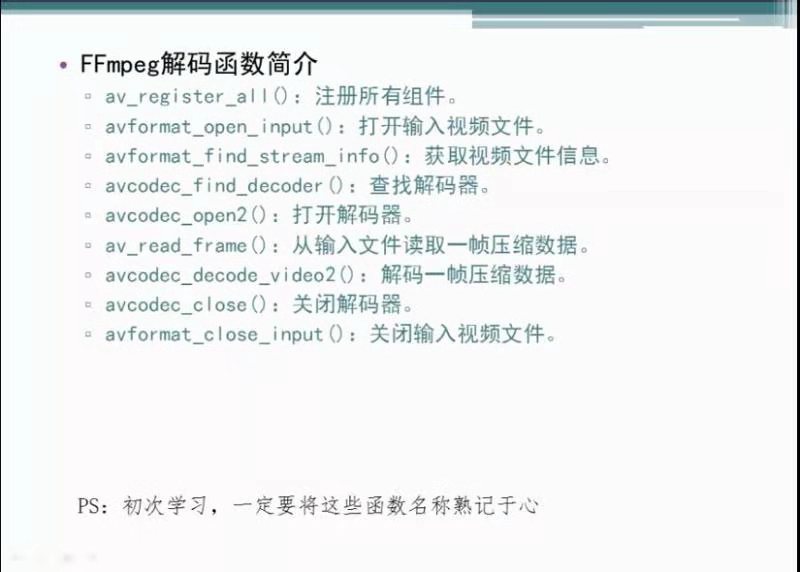 FFmpeg解码函数简介
av_register_all()：注册所有组件。
avformat_open_input()：打开输入视频文件。
avformat_find_stream_info()：获取视频文件信息。
avcodec_find_decoder()：查找解码器。
avcodec_open2()：打开解码器。
av_read_frame()：从输入文件读取一帧压缩数据。
avcodec_decode_video2()：解码一帧压缩数据。
avcodec_close()：关闭解码器。
avformat_close_input()：关闭输入视频文件。
PS：初次学习，一定要将这些函数名称熟记于心